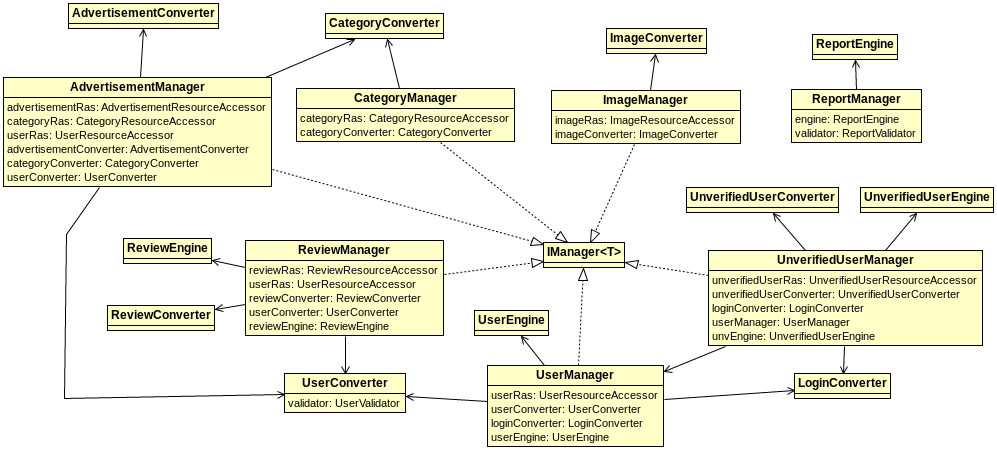 AdvertisementConverter
CategoryConverter
ImageConverter
ReportEngine
AdvertisementManager
advertisementRas: AdvertisementResourceAccessor
categoryRas: CategoryResourceAccessor
userRas: UserResourceAccessor
advertisementConverter: AdvertisementConverter
categoryConverter: CategoryConverter
userConverter: UserConverter
CategoryManager
categoryRas: CategoryResourceAccessor
categoryConverter: CategoryConverter
ImageManager
imageRas: ImageResourceAccessor
imageConverter: ImageConverter
ReportManager
engine: ReportEngine
validator: ReportValidator
UnverifiedUserConverter
UnverifiedUserEngine
ReviewEngine
ReviewManager
reviewRas: ReviewResourceAccessor
userRas: UserResourceAccessor
reviewConverter: ReviewConverter
userConverter: UserConverter
reviewEngine: ReviewEngine
IManager<T>
UnverifiedUserManager
unverifiedUserRas: UnverifiedUserResourceAccessor
unverifiedUserConverter: UnverifiedUserConverter
loginConverter: LoginConverter
userManager: UserManager
unvEngine: UnverifiedUserEngine
ReviewConverter
UserEngine
UserConverter
validator: UserValidator
UserManager
userRas: UserResourceAccessor
userConverter: UserConverter
loginConverter: LoginConverter
userEngine: UserEngine
LoginConverter